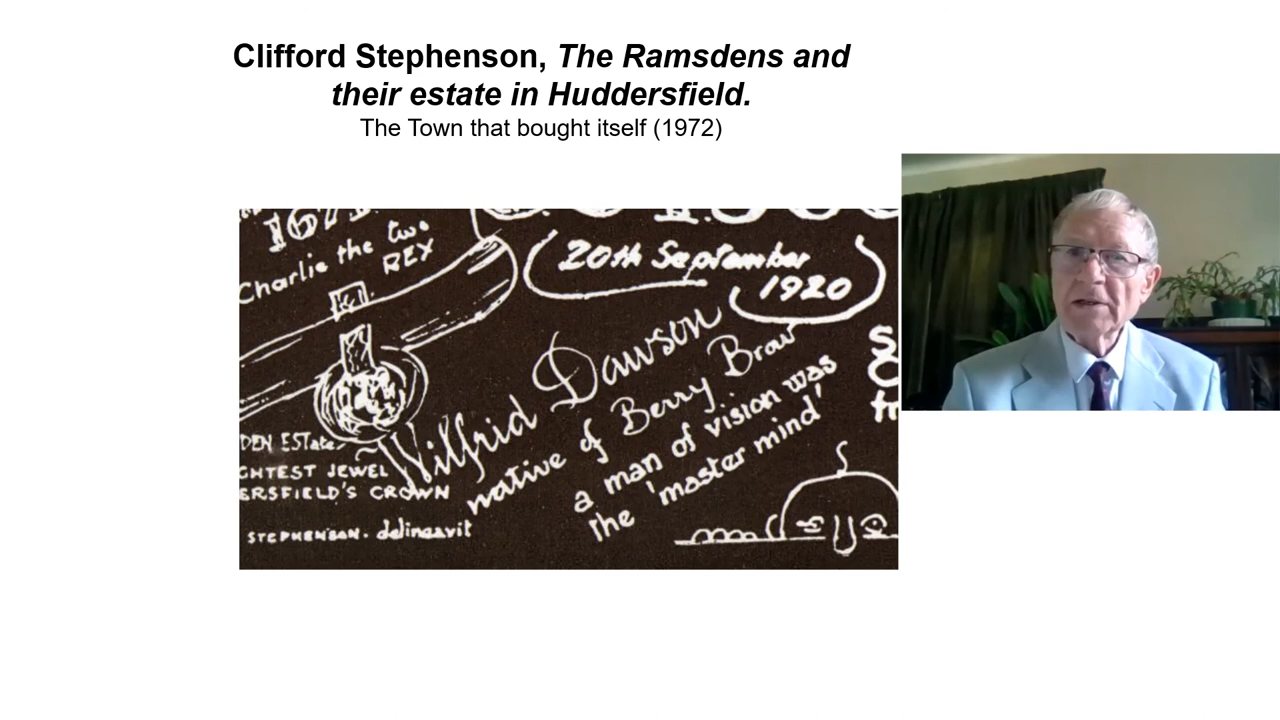 Clifford Stephenson, The Ramsdens and
their estate in Huddersfield.
The Town that bought itself (1972)
Charlie the two
REX
20th September
1920
Wilfrid Dawson
native of Berry Brow
a man of vision was
the 'master mind'
DEN ESTate
GHTEST JEWEL
ERSFIELD'S CROWN
STEPHENSON. delineavit